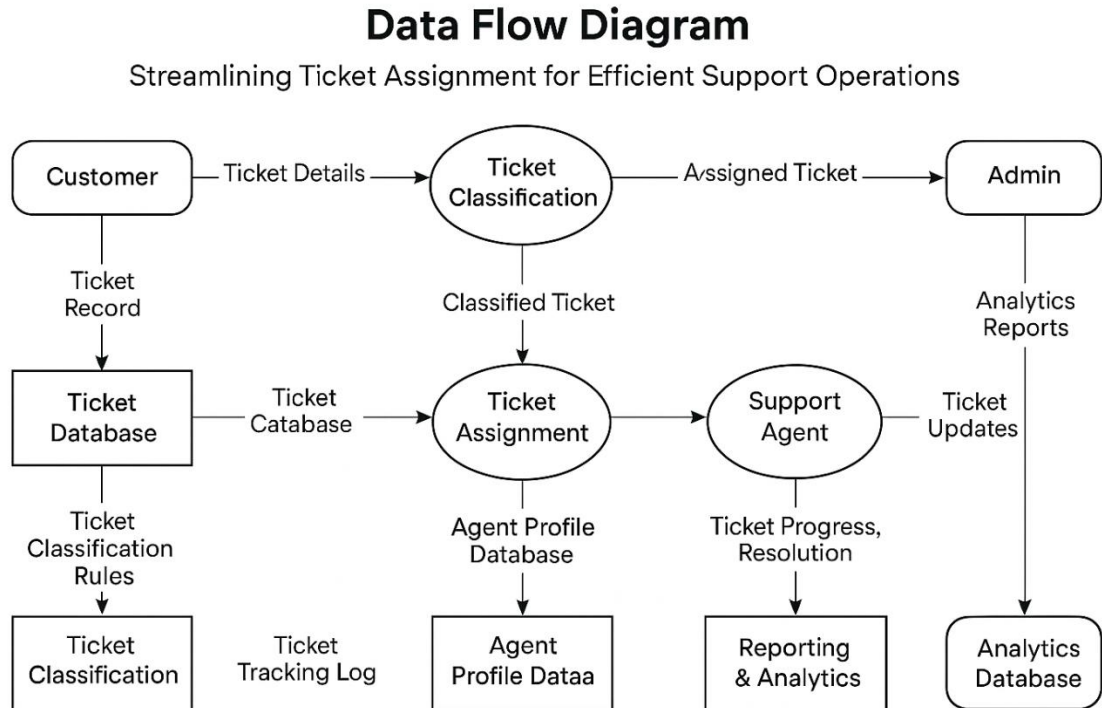 Data Flow Diagram
Streamlining Ticket Assignment for Efficient Support Operations
Customer
Ticket Details
Ticket
Classification
Assigned Ticket
Admin
Ticket
Record
Classified Ticket
Analytics
Reports
Ticket
Database
Ticket
Catabase
Ticket
Assignment
Support
Agent
Ticket
Updates
Ticket
Classification
Rules
Agent Profile
Database
Ticket Progress,
Resolution
Ticket
Classification
Ticket
Tracking Log
Agent
Profile Dataa
Reporting
& Analytics
Analytics
Database